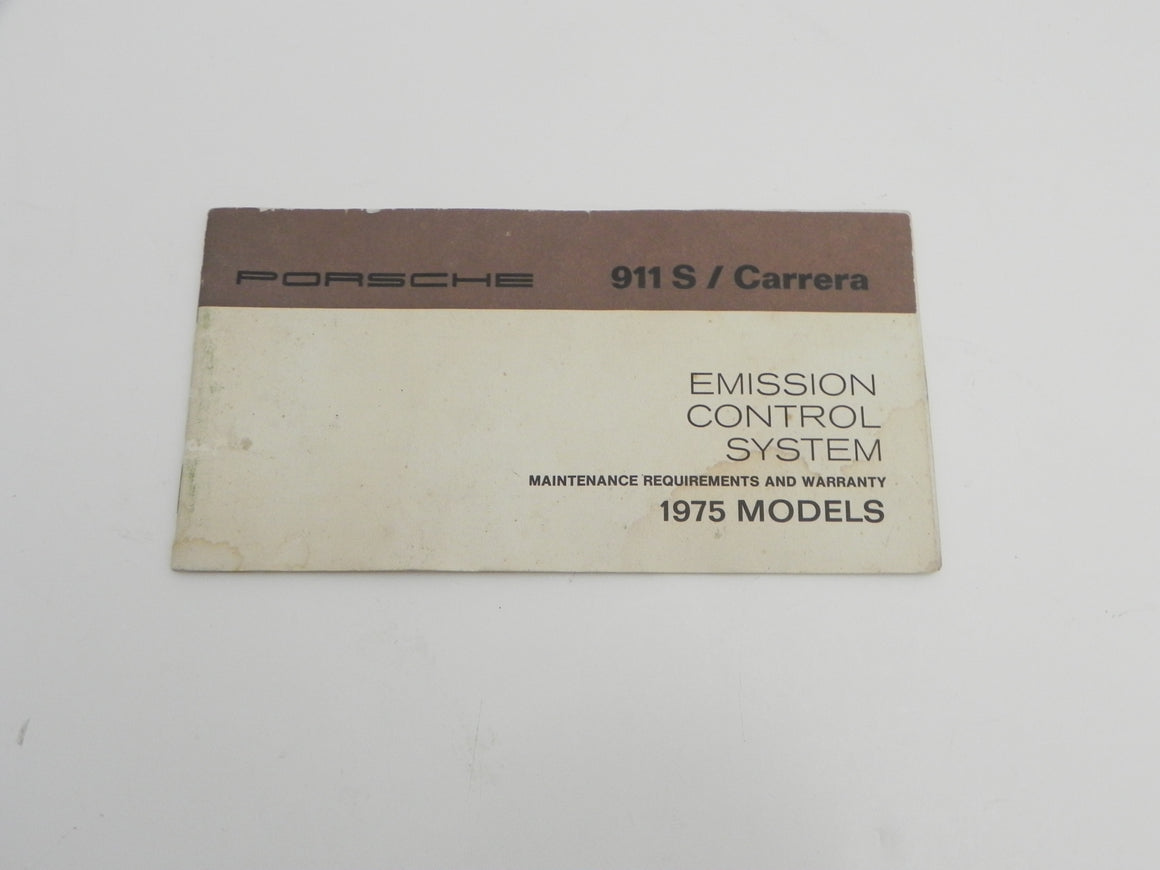 PORSCHE 911 S / Carrera
EMISSION
CONTROL
SYSTEM
MAINTENANCE REQUIREMENTS AND WARRANTY
1975 MODELS